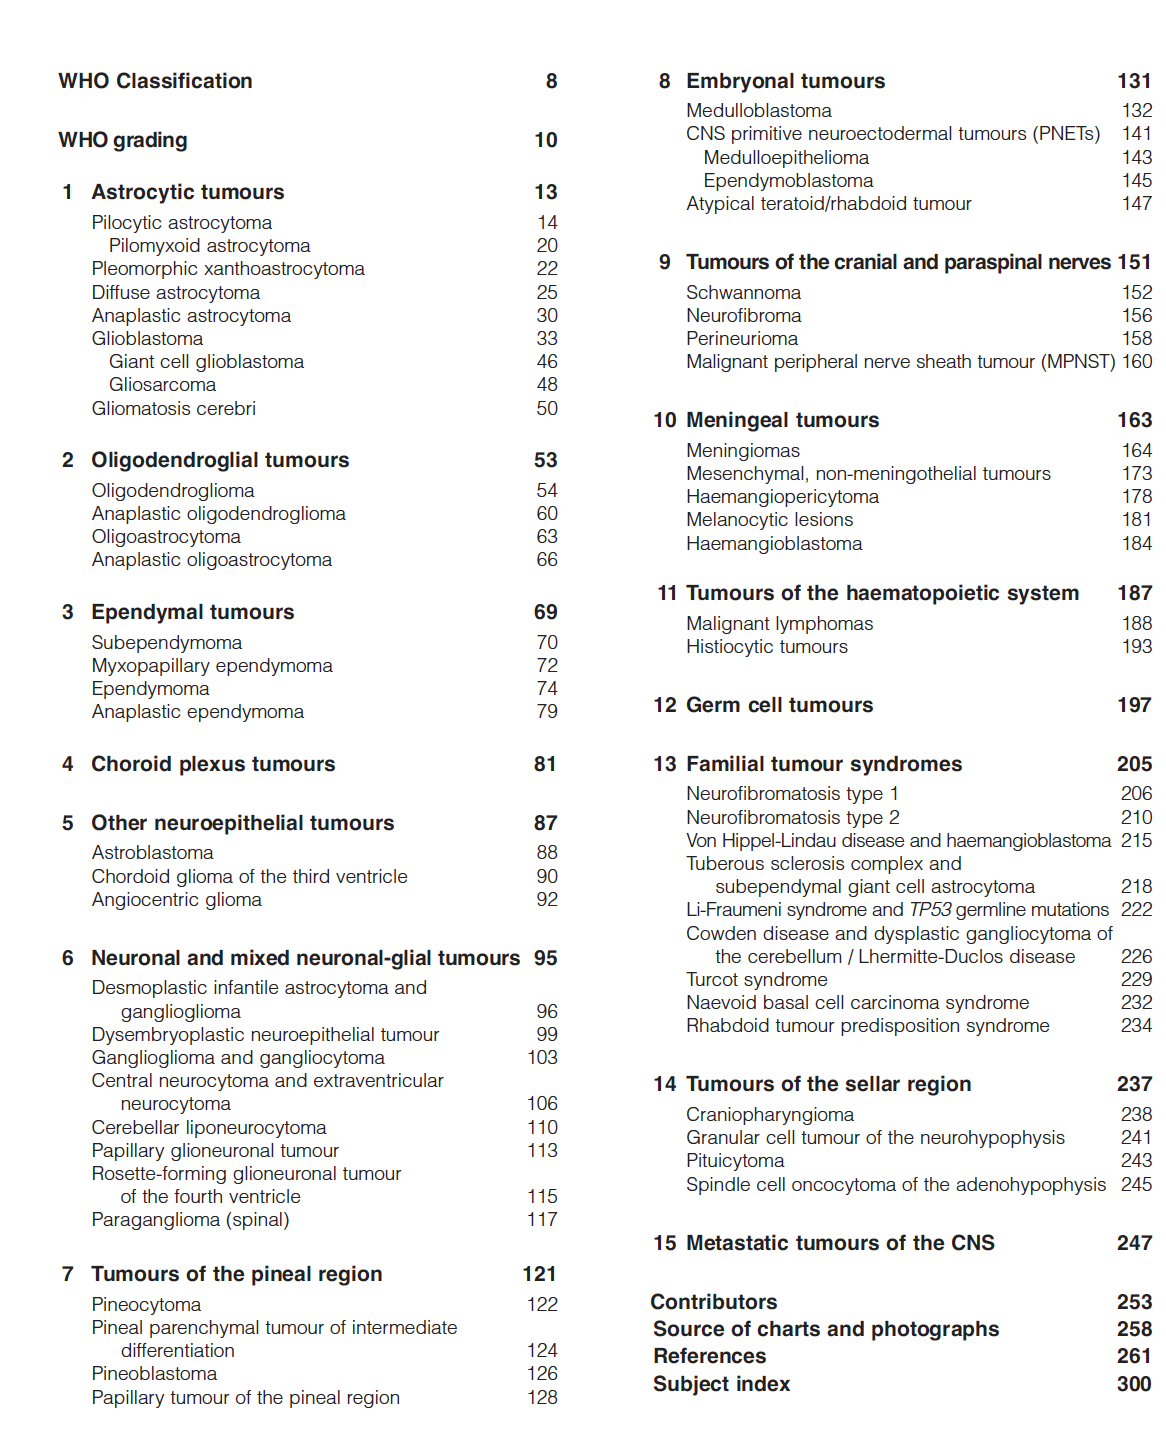 WHO Classification 8
WHO grading 10
1 Astrocytic tumours 13
Pilocytic astrocytoma 14
Pilomyxoid astrocytoma 20
Pleomorphic xanthoastrocytoma 22
Diffuse astrocytoma 25
Anaplastic astrocytoma 30
Glioblastoma 33
Giant cell glioblastoma 46
Gliosarcoma 48
Gliomatosis cerebri 50
2 Oligodendroglial tumours 53
Oligodendroglioma 54
Anaplastic oligodendroglioma 60
Oligoastrocytoma 63
Anaplastic oligoastrocytoma 66
3 Ependymal tumours 69
Subependymoma 70
Myxopapillary ependymoma 72
Ependymoma 74
Anaplastic ependymoma 79
4 Choroid plexus tumours 81
5 Other neuroepithelial tumours 87
Astroblastoma 88
Chordoid glioma of the third ventricle 90
Angiocentric glioma 92
6 Neuronal and mixed neuronal-glial tumours 95
Desmoplastic infantile astrocytoma and
ganglioglioma 96
Dysembryoplastic neuroepithelial tumour 99
Ganglioglioma and gangliocytoma 103
Central neurocytoma and extraventricular
neurocytoma 106
Cerebellar liponeurocytoma 110
Papillary glioneuronal tumour 113
Rosette-forming glioneuronal tumour
of the fourth ventricle 115
Paraganglioma (spinal) 117
7 Tumours of the pineal region 121
Pineocytoma 122
Pineal parenchymal tumour of intermediate
differentiation 124
Pineoblastoma 126
Papillary tumour of the pineal region 128
8 Embryonal tumours 131
Medulloblastoma 132
CNS primitive neuroectodermal tumours (PNETs) 141
Medulloepithelioma 143
Ependymoblastoma 145
Atypical teratoid/rhabdoid tumour 147
9 Tumours of the cranial and paraspinal nerves 151
Schwannoma 152
Neurofibroma 156
Perineurioma 158
Malignant peripheral nerve sheath tumour (MPNST) 160
10 Meningeal tumours 163
Meningiomas 164
Mesenchymal, non-meningothelial tumours 173
Haemangiopericytoma 178
Melanocytic lesions 181
Haemangioblastoma 184
11 Tumours of the haematopoietic system 187
Malignant lymphomas 188
Histiocytic tumours 193
12 Germ cell tumours 197
13 Familial tumour syndromes 205
Neurofibromatosis type 1 206
Neurofibromatosis type 2 210
Von Hippel-Lindau disease and haemangioblastoma 215
Tuberous sclerosis complex and
subependymal giant cell astrocytoma 218
Li-Fraumeni syndrome and TP53 germline mutations 222
Cowden disease and dysplastic gangliocytoma of
the cerebellum / Lhermitte-Duclos disease 226
Turcot syndrome 229
Naevoid basal cell carcinoma syndrome 232
Rhabdoid tumour predisposition syndrome 234
14 Tumours of the sellar region 237
Craniopharyngioma 238
Granular cell tumour of the neurohypophysis 241
Pituicytoma 243
Spindle cell oncocytoma of the adenohypophysis 245
15 Metastatic tumours of the CNS 247
Contributors 253
Source of charts and photographs 258
References 261
Subject index 300